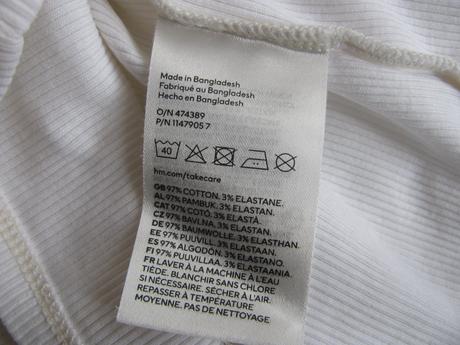 Made in Bangladesh
Fabriqué au Bangladesh
Hecho en Bangladesh
O/N 474389
P/N 1147905 7
40
hm.com/takecare
GB 97% COTTON. 3% ELASTANE.
AL 97% PAMBUK. 3% ELASTAN.
CAT 97% COTÓ. 3% ELASTÀ.
CZ 97% BAVLNA. 3% ELASTAN.
DE 97% BAUMWOLLE. 3% ELASTHAN.
EE 97% PUUVILL. 3% ELASTAAN.
ES 97% ALGODÓN. 3% ELASTANO.
FI 97% PUUVILLAA. 3% ELASTAANIA.
FR LAVER À LA MACHINE À L'EAU
TIÈDE. BLANCHIR SANS CHLORE
SI NÉCESSAIRE. SÉCHER À L'AIR.
REPASSER À TEMPÉRATURE
MOYENNE. PAS DE NETTOYAGE